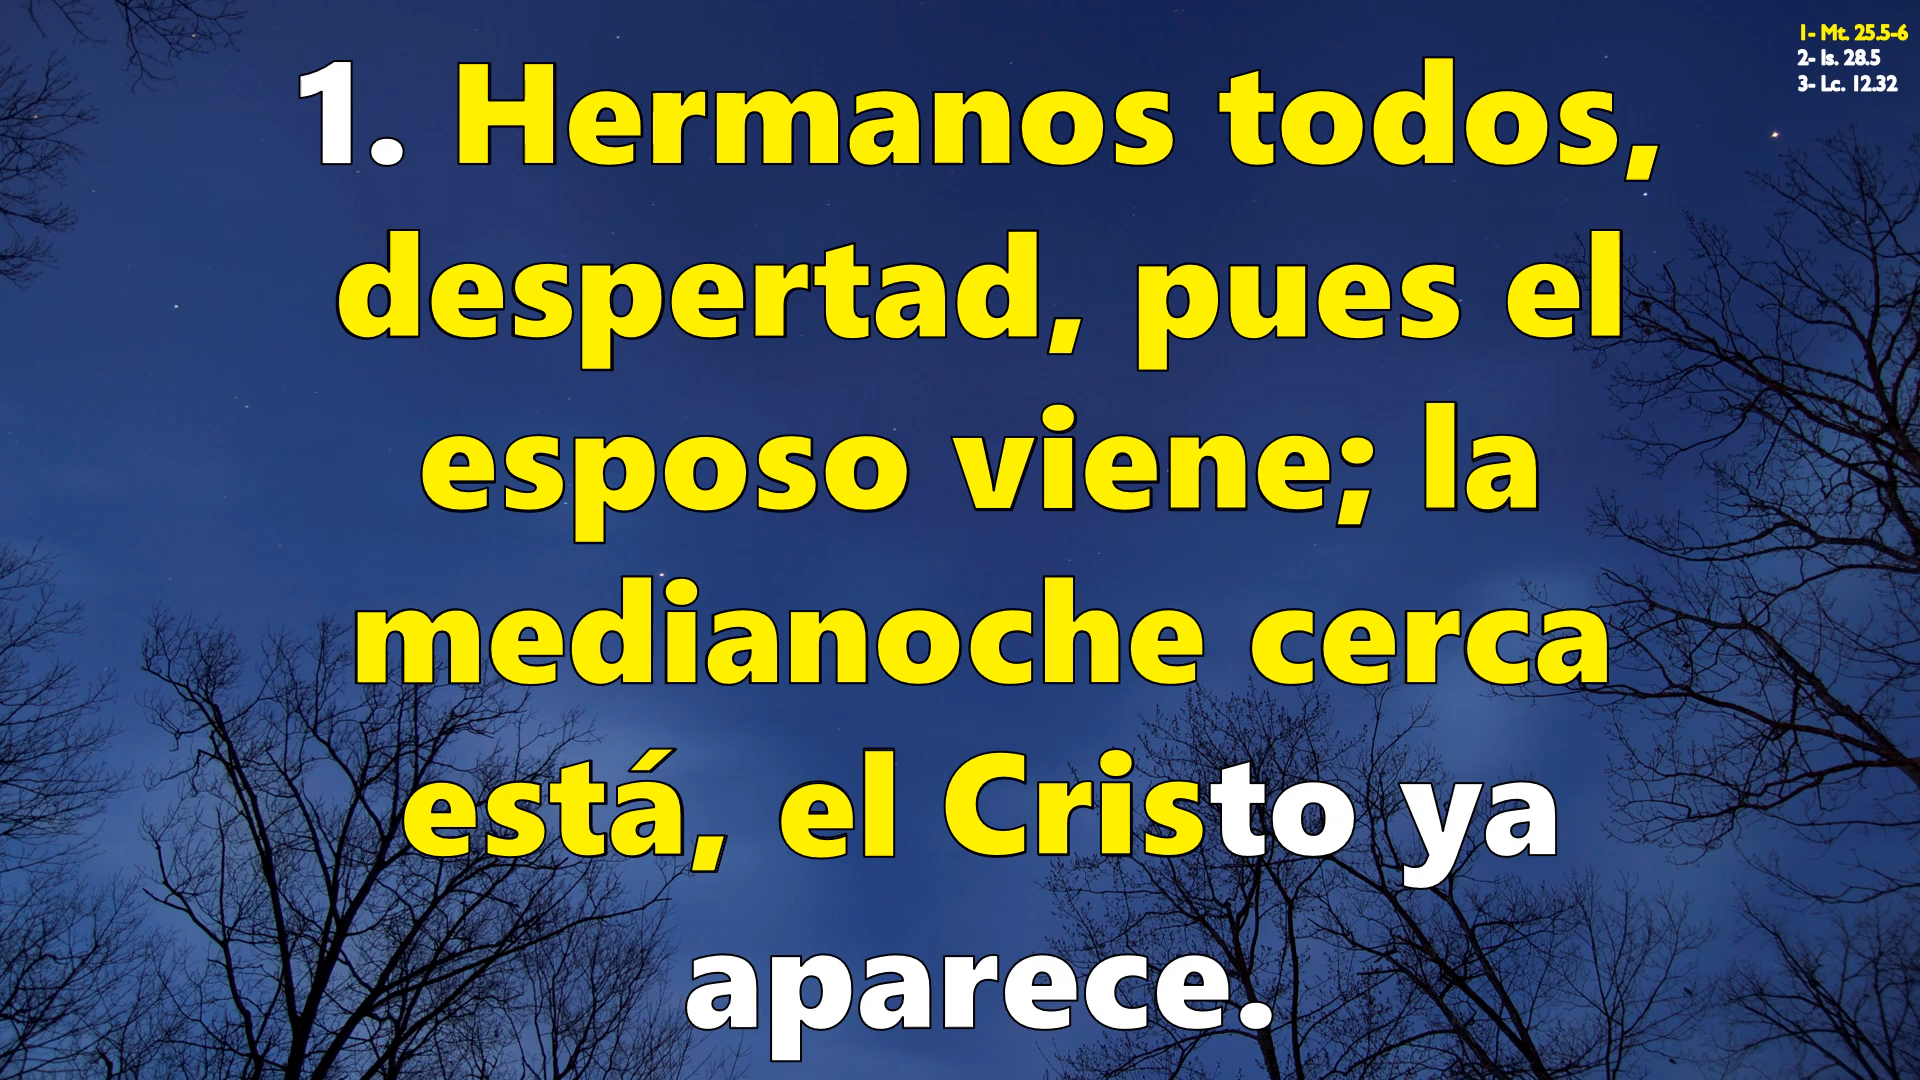 1- Mt. 25.5-6
2- Is. 28.5
3- Lc. 12.32
1. Hermanos todos,
despertad, pues el
esposo viene; la
medianoche cerca
está, el Cristo ya
aparece.